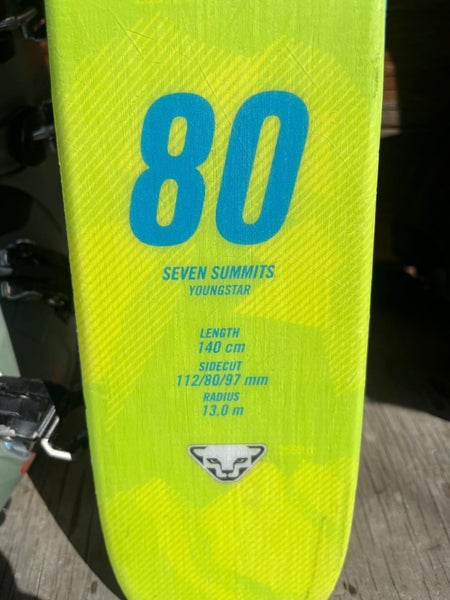 80
SEVEN SUMMITS
YOUNGSTAR
LENGTH
140 cm
SIDECUT
112/80/97 mm
RADIUS
13.0 m